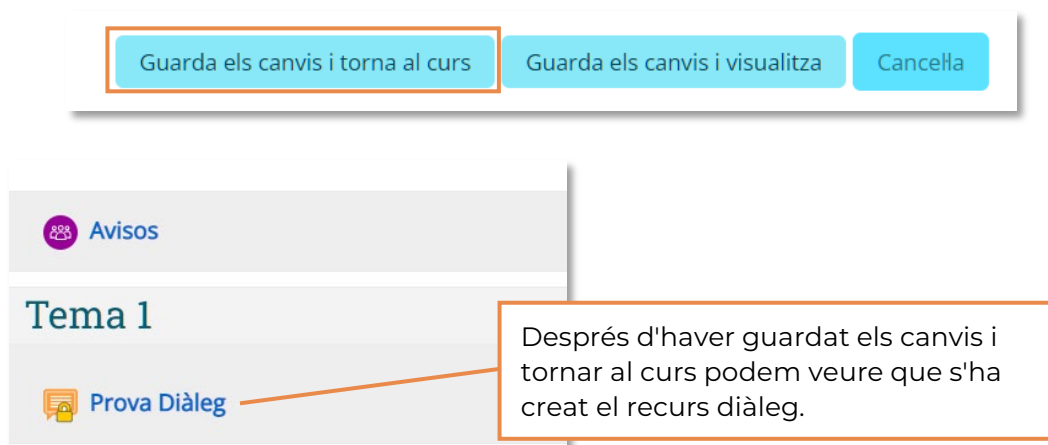 Guarda els canvis i torna al curs Guarda els canvis i visualitza Cancel·la
Avisos
Tema 1
Prova Diàleg
Després d'haver guardat els canvis i
tornar al curs podem veure que s'ha
creat el recurs diàleg.